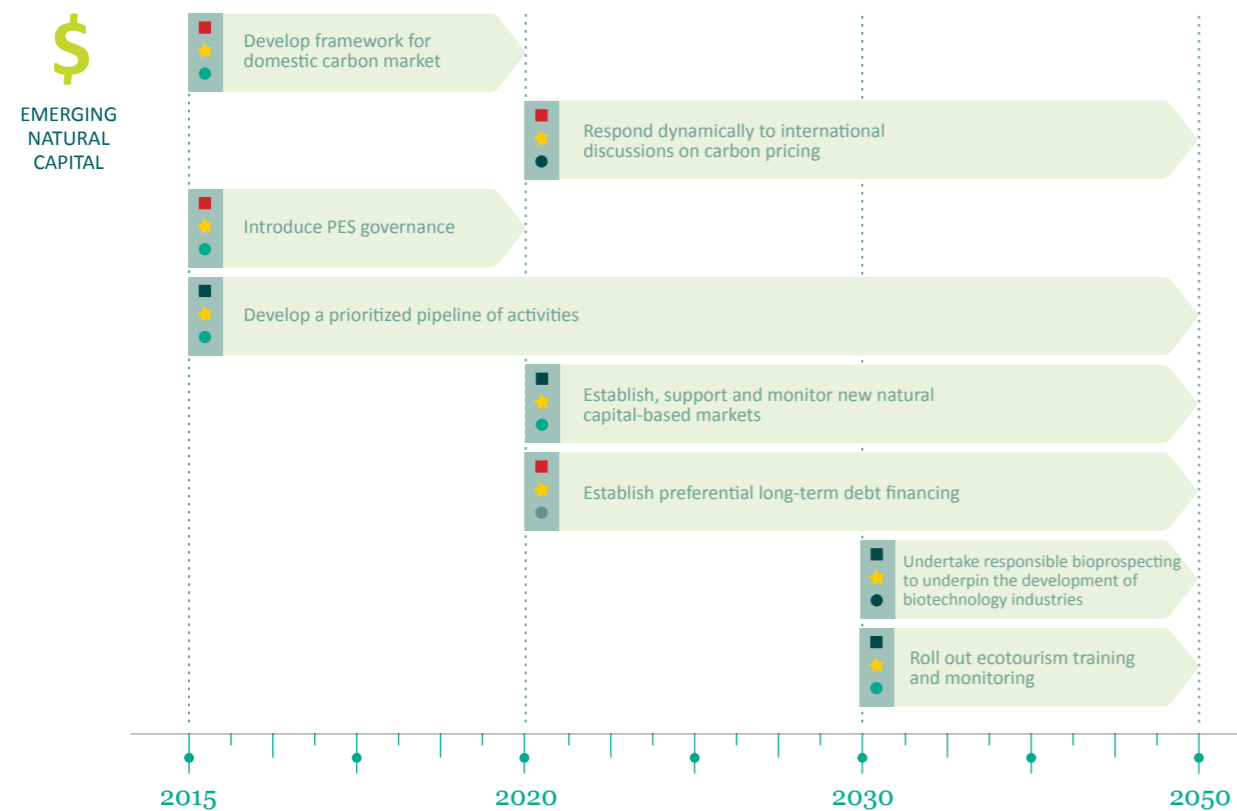 $
EMERGING
NATURAL
CAPITAL
Develop framework for
domestic carbon market
Respond dynamically to international
discussions on carbon pricing
Introduce PES governance
Develop a prioritized pipeline of activities
Establish, support and monitor new natural
capital-based markets
Establish preferential long-term debt financing
Undertake responsible bioprospecting
to underpin the development of
biotechnology industries
Roll out ecotourism training
and monitoring
2015 2020 2030 2050